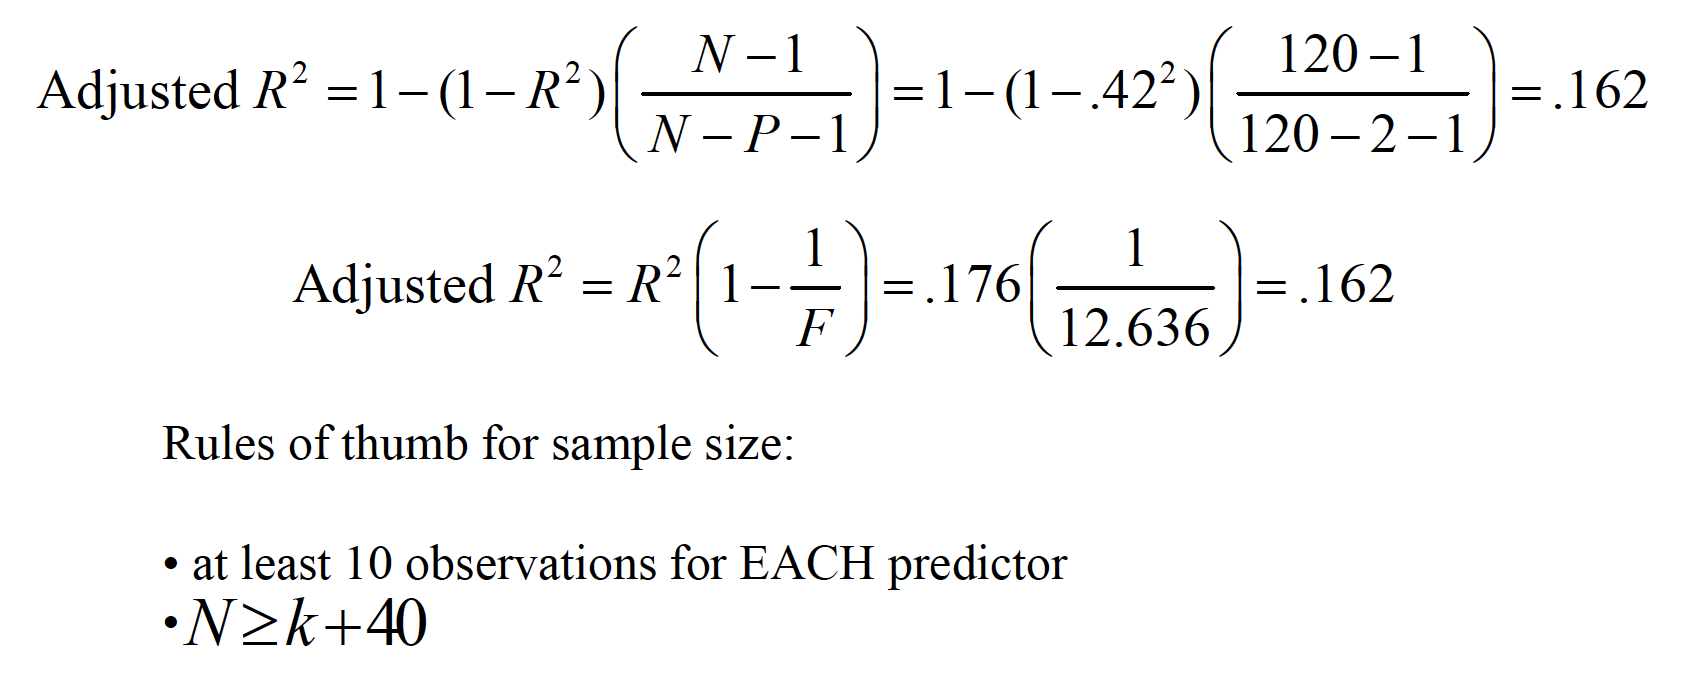 Adjusted R² = 1 − (1 − R²)((N − 1)/(N − P − 1)) = 1 − (1 − .42²)((120 − 1)/(120 − 2 − 1)) = .162
Adjusted R² = R²(1 − 1/F) = .176(1/12.636) = .162
Rules of thumb for sample size:
• at least 10 observations for EACH predictor
• N ≥ k + 40